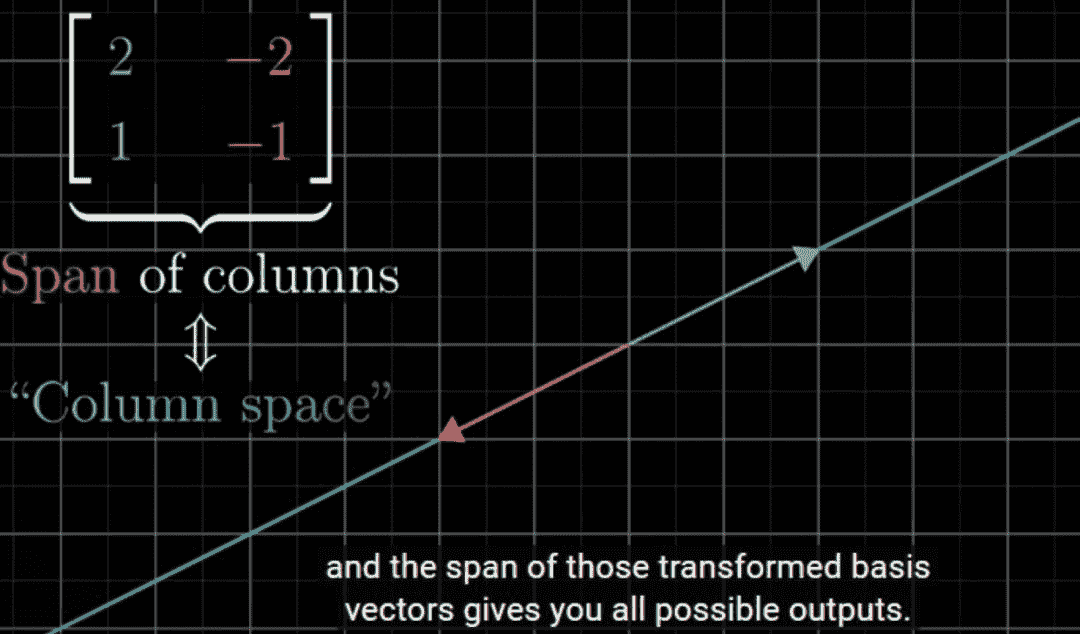 2 −2
1 −1
Span of columns
⇕
“Column space”
and the span of those transformed basis
vectors gives you all possible outputs.